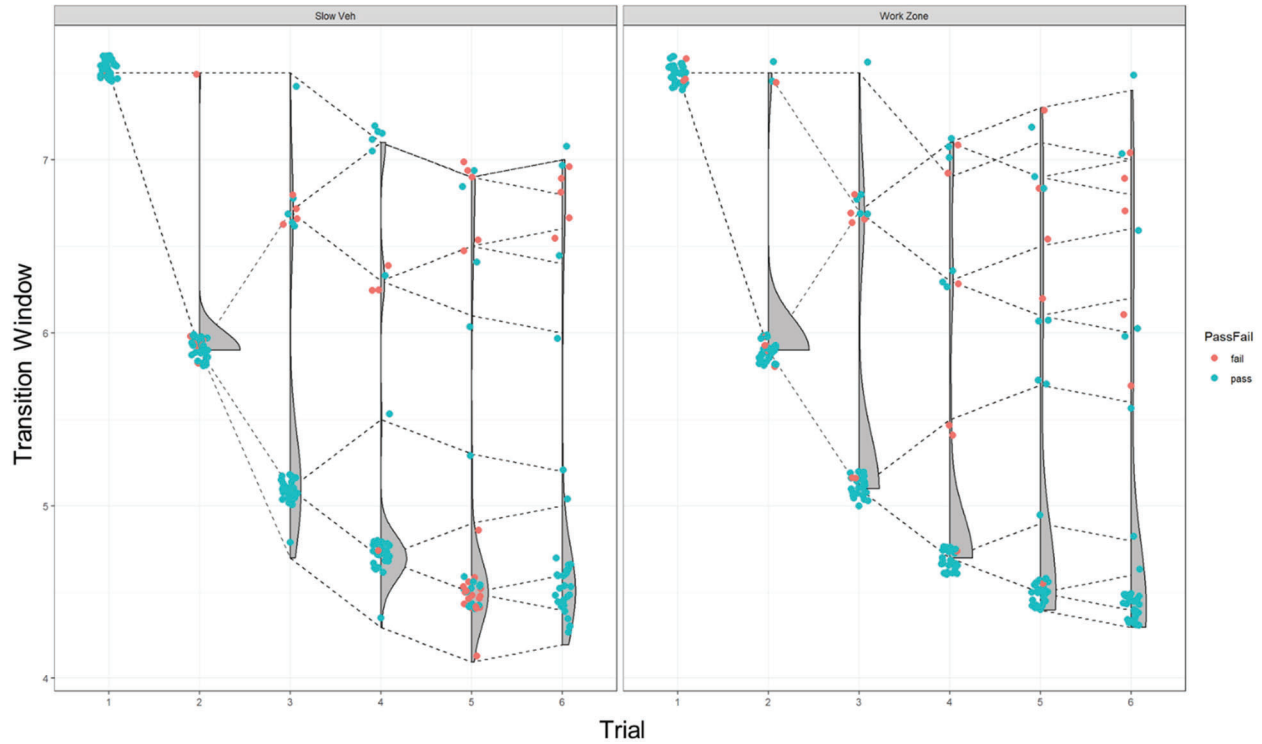 Slow Veh
Work Zone
Transition Window
7
6
5
4
1 2 3 4 5 6
1 2 3 4 5 6
Trial
PassFail
fail
pass